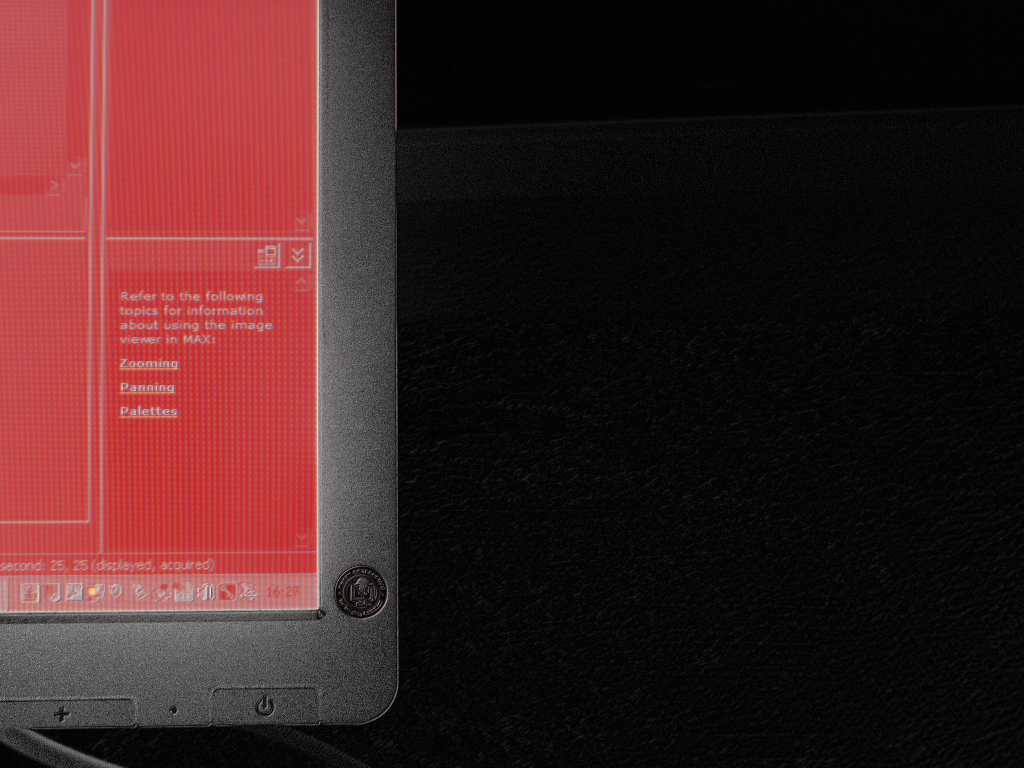 Refer to the following
topics for information
about using the image
viewer in MAX:
Zooming
Panning
Palettes
second: 25, 25 (displayed, acquired)
16:27